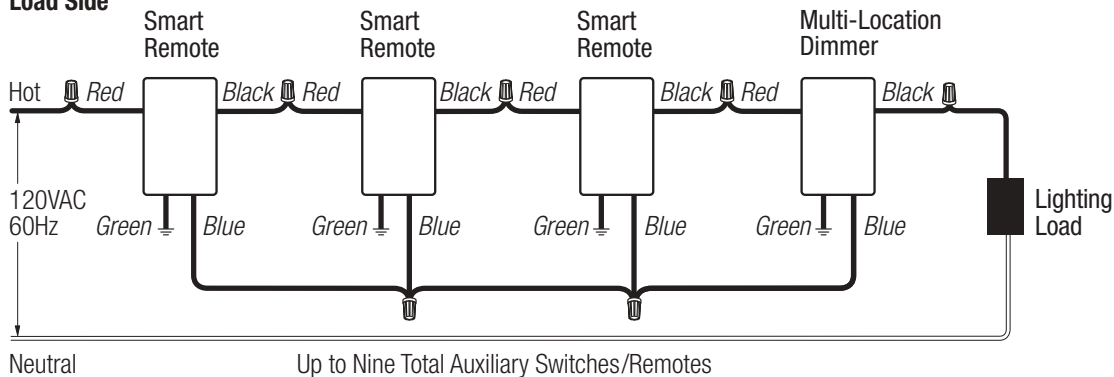 Load Side
Smart
Remote
Smart
Remote
Smart
Remote
Multi-Location
Dimmer
Hot
Red
Black
Red
Black
Red
Black
Red
Black
120VAC
60Hz
Green
Blue
Green
Blue
Green
Blue
Green
Blue
Lighting
Load
Neutral
Up to Nine Total Auxiliary Switches/Remotes